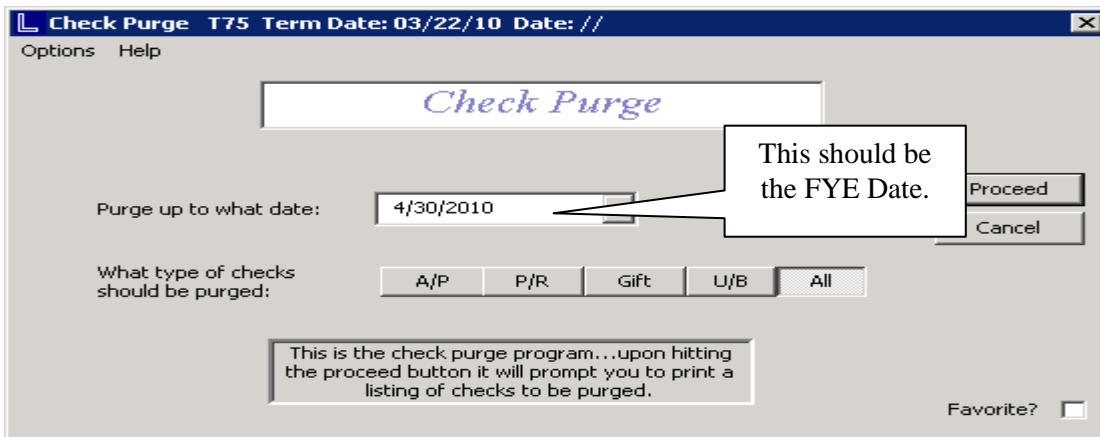 Check Purge T75 Term Date: 03/22/10 Date: //
Options Help
Check Purge
This should be
the FYE Date.
Purge up to what date:
4/30/2010
Proceed
Cancel
What type of checks
should be purged:
A/P P/R Gift U/B All
This is the check purge program...upon hitting
the proceed button it will prompt you to print a
listing of checks to be purged.
Favorite?